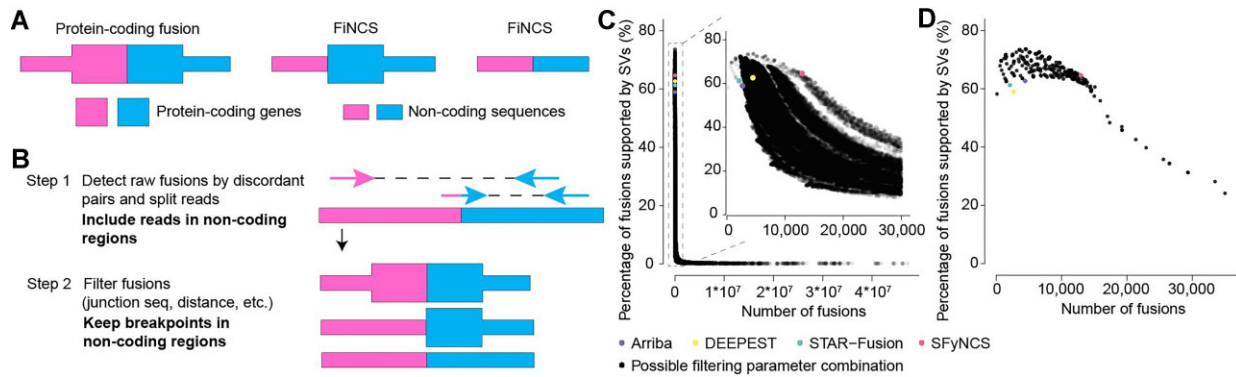 A
Protein-coding fusion
FiNCS
FiNCS
Protein-coding genes
Non-coding sequences
B
Step 1
Detect raw fusions by discordant
pairs and split reads
Include reads in non-coding
regions
Step 2
Filter fusions
(junction seq, distance, etc.)
Keep breakpoints in
non-coding regions
C
Percentage of fusions supported by SVs (%)
80
60
40
20
0
0
1*10⁷
2*10⁷
3*10⁷
4*10⁷
Number of fusions
80
60
40
20
0
0
10,000
20,000
30,000
D
Percentage of fusions supported by SVs (%)
80
60
40
20
0
0
10,000
20,000
30,000
Number of fusions
Arriba
DEEPEST
STAR−Fusion
SFyNCS
Possible filtering parameter combination